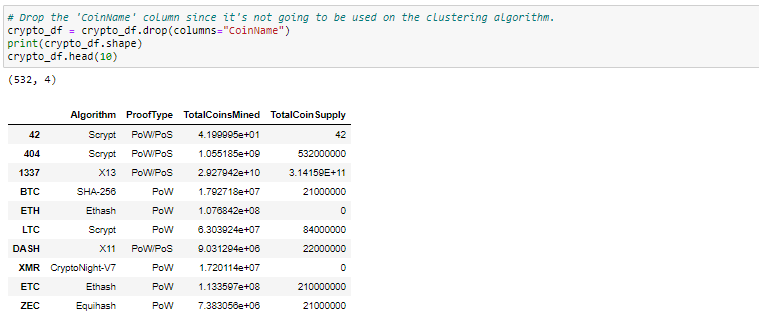 # Drop the 'CoinName' column since it's not going to be used on the clustering algorithm.
crypto_df = crypto_df.drop(columns="CoinName")
print(crypto_df.shape)
crypto_df.head(10)
(532, 4)
Algorithm ProofType TotalCoinsMined TotalCoinSupply
42 Scrypt PoW/PoS 4.199995e+01 42
404 Scrypt PoW/PoS 1.055185e+09 532000000
1337 X13 PoW/PoS 2.927942e+10 3.14159E+11
BTC SHA-256 PoW 1.792718e+07 21000000
ETH Ethash PoW 1.076842e+08 0
LTC Scrypt PoW 6.303924e+07 84000000
DASH X11 PoW/PoS 9.031294e+06 22000000
XMR CryptoNight-V7 PoW 1.720114e+07 0
ETC Ethash PoW 1.133597e+08 210000000
ZEC Equihash PoW 7.383056e+06 21000000